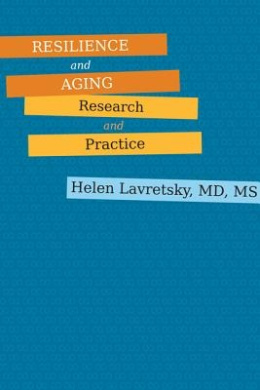 RESILIENCE
and
AGING
Research
and
Practice
Helen Lavretsky, MD, MS